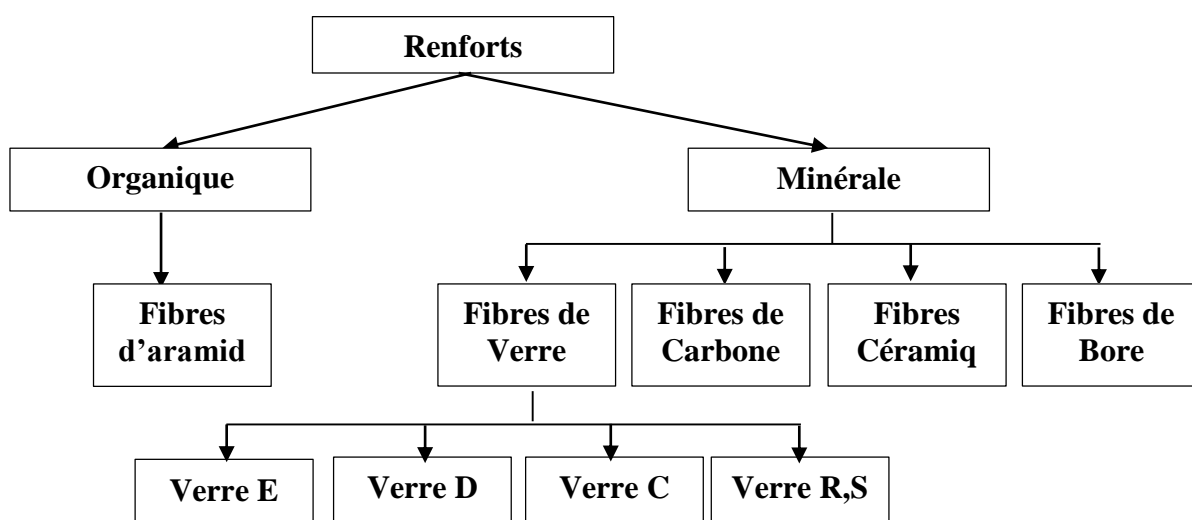 Renforts
Organique
Minérale
Fibres
d’aramid
Fibres de
Verre
Fibres de
Carbone
Fibres
Céramiq
Fibres de
Bore
Verre E
Verre D
Verre C
Verre R,S